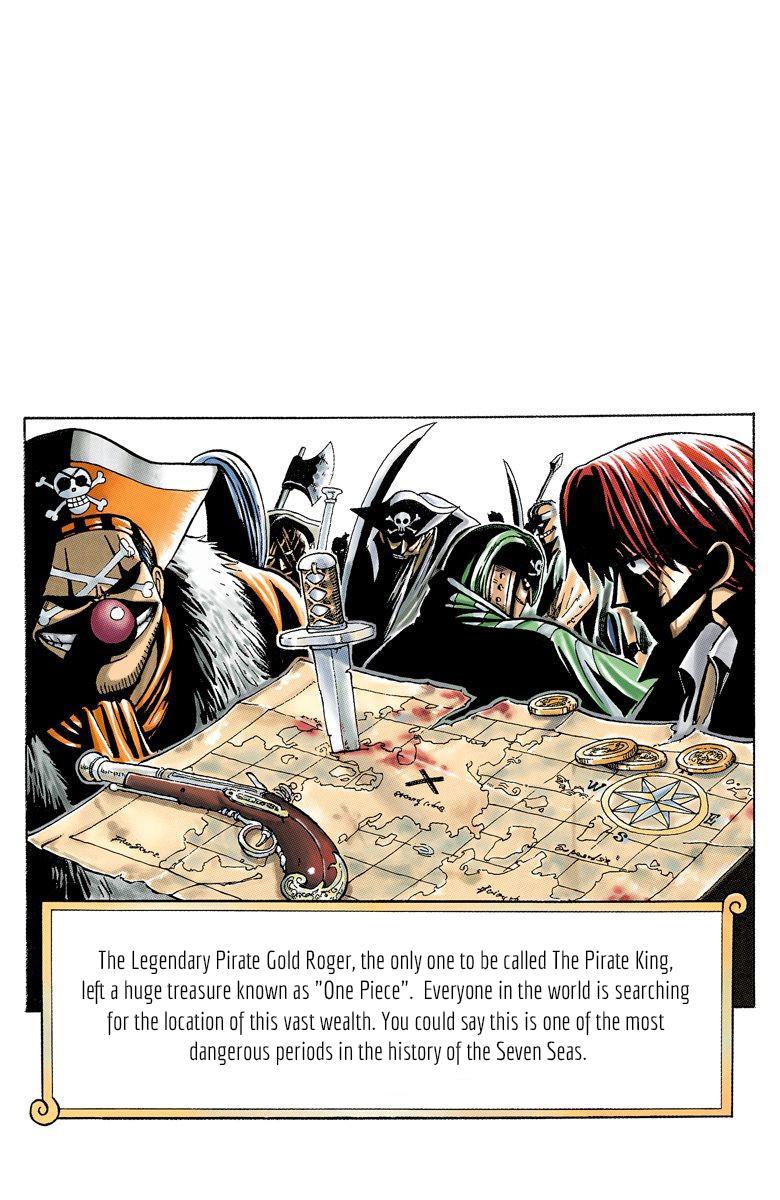 W
E
S
The Legendary Pirate Gold Roger, the only one to be called The Pirate King,
left a huge treasure known as "One Piece".  Everyone in the world is searching
for the location of this vast wealth. You could say this is one of the most
dangerous periods in the history of the Seven Seas.